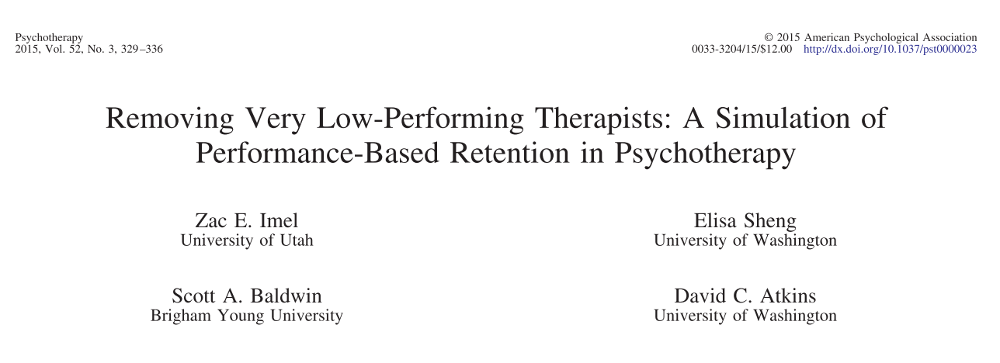 Psychotherapy
2015, Vol. 52, No. 3, 329–336
© 2015 American Psychological Association
0033-3204/15/$12.00 http://dx.doi.org/10.1037/pst0000023
Removing Very Low-Performing Therapists: A Simulation of
Performance-Based Retention in Psychotherapy
Zac E. Imel
University of Utah
Elisa Sheng
University of Washington
Scott A. Baldwin
Brigham Young University
David C. Atkins
University of Washington